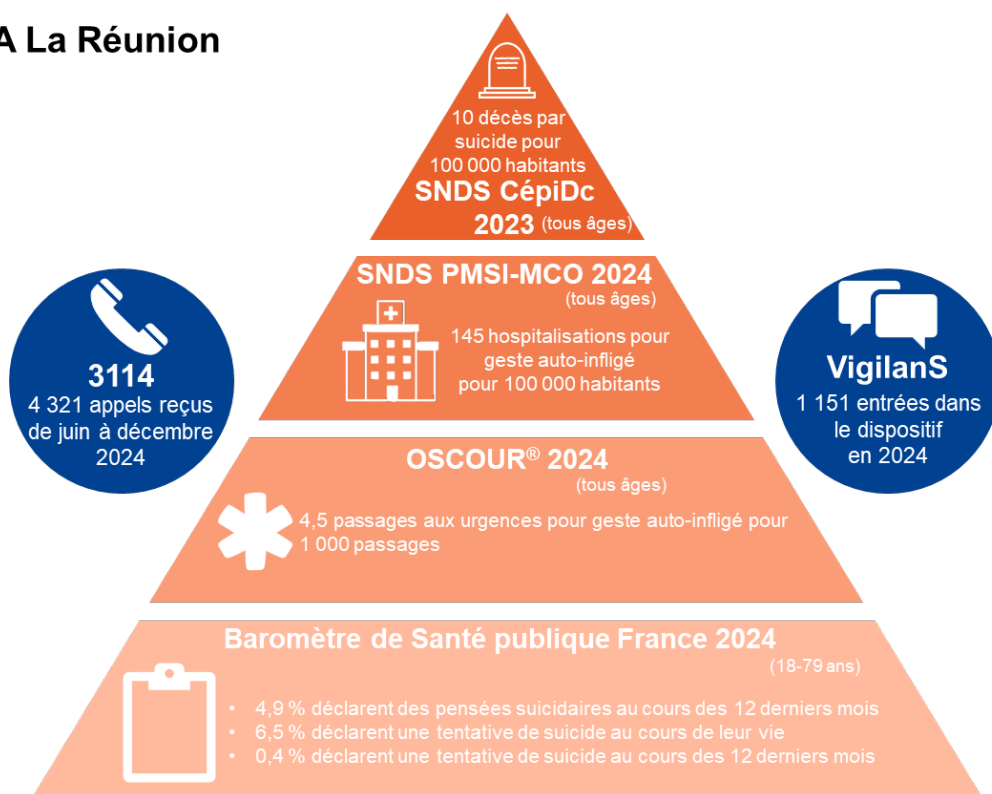 A La Réunion
10 décès par
suicide pour
100 000 habitants
SNDS CépiDc
2023 (tous âges)
SNDS PMSI-MCO 2024
(tous âges)
145 hospitalisations pour
geste auto-infligé
pour 100 000 habitants
3114
4 321 appels reçus
de juin à décembre
2024
VigilanS
1 151 entrées dans
le dispositif
en 2024
OSCOUR® 2024
(tous âges)
4,5 passages aux urgences pour geste auto-infligé pour
1 000 passages
Baromètre de Santé publique France 2024
(18-79 ans)
• 4,9 % déclarent des pensées suicidaires au cours des 12 derniers mois
• 6,5 % déclarent une tentative de suicide au cours de leur vie
• 0,4 % déclarent une tentative de suicide au cours des 12 derniers mois